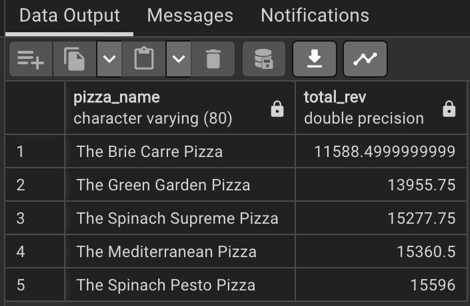 Data Output Messages Notifications
pizza_name total_rev
character varying (80) double precision
1 The Brie Carre Pizza 11588.4999999999
2 The Green Garden Pizza 13955.75
3 The Spinach Supreme Pizza 15277.75
4 The Mediterranean Pizza 15360.5
5 The Spinach Pesto Pizza 15596